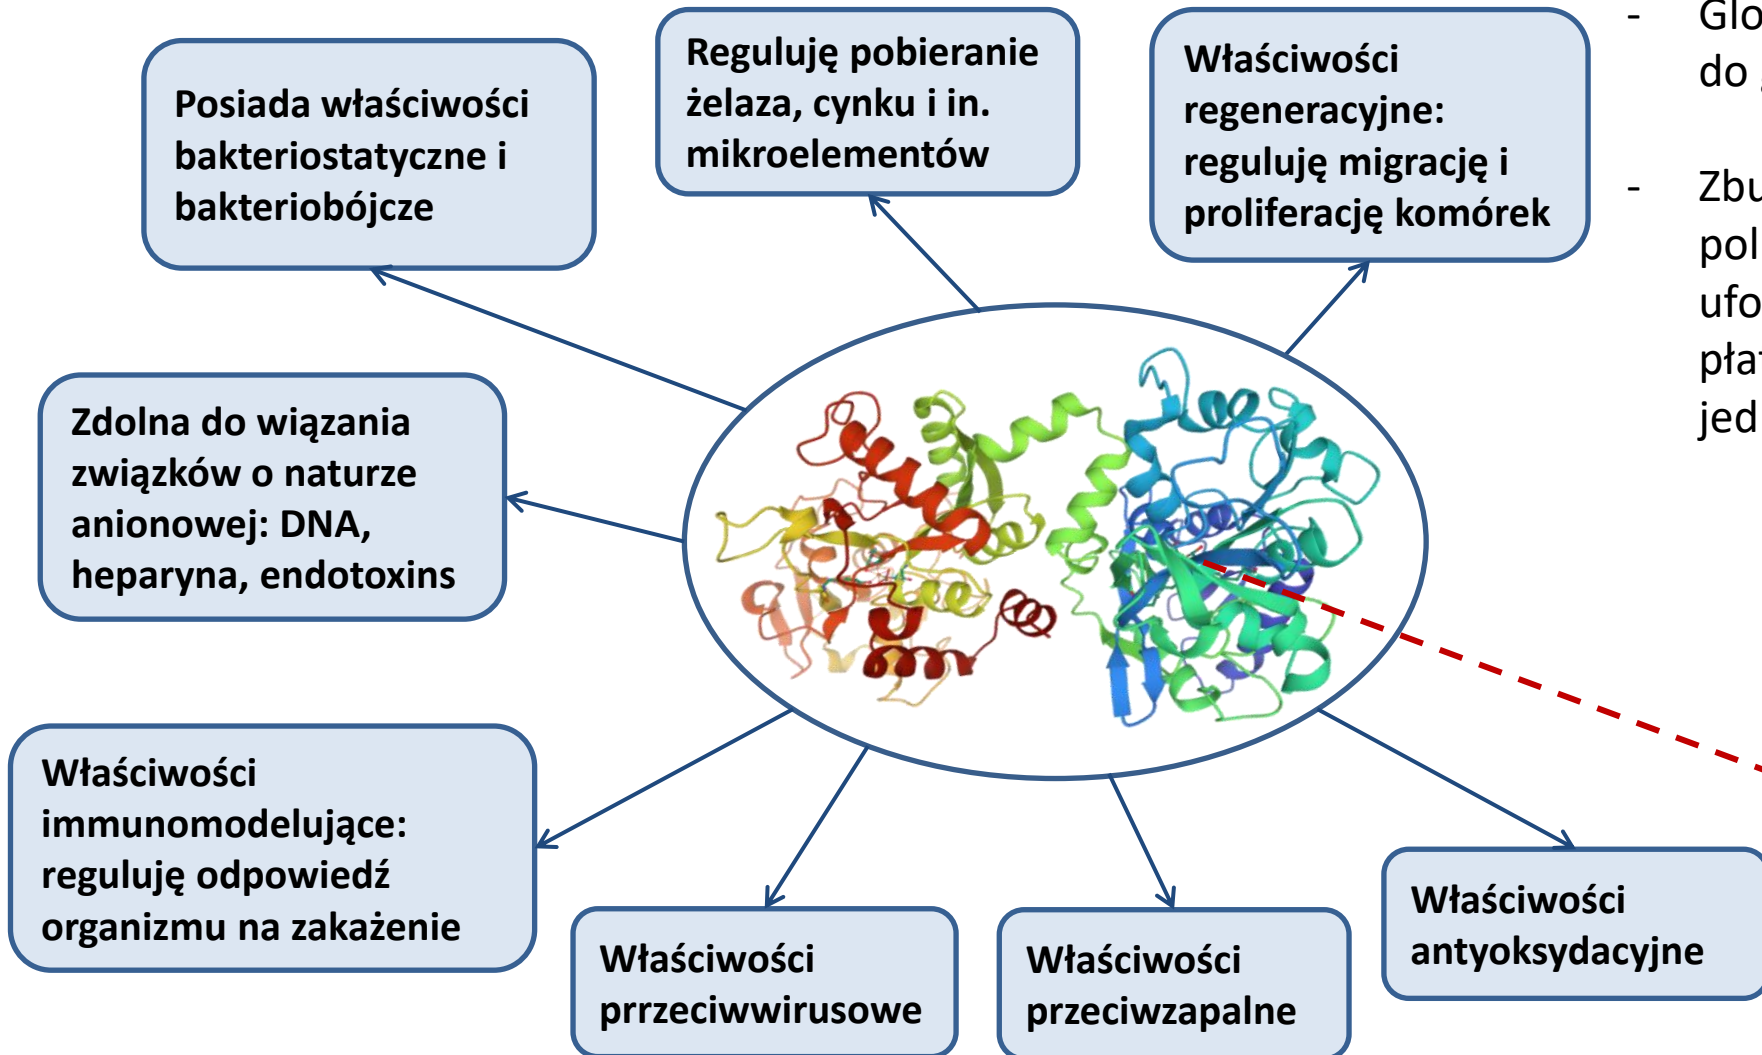 Posiada właściwości
bakteriostatyczne i
bakteriobójcze
Reguluję pobieranie
żelaza, cynku i in.
mikroelementów
Właściwości
regeneracyjne:
reguluję migrację i
proliferację komórek
Zdolna do wiązania
związków o naturze
anionowej: DNA,
heparyna, endotoxins
Właściwości
immunomodelujące:
reguluję odpowiedź
organizmu na zakażenie
Właściwości
prrzeciwwirusowe
Właściwości
przeciwzapalne
Właściwości
antyoksydacyjne
-
do
-